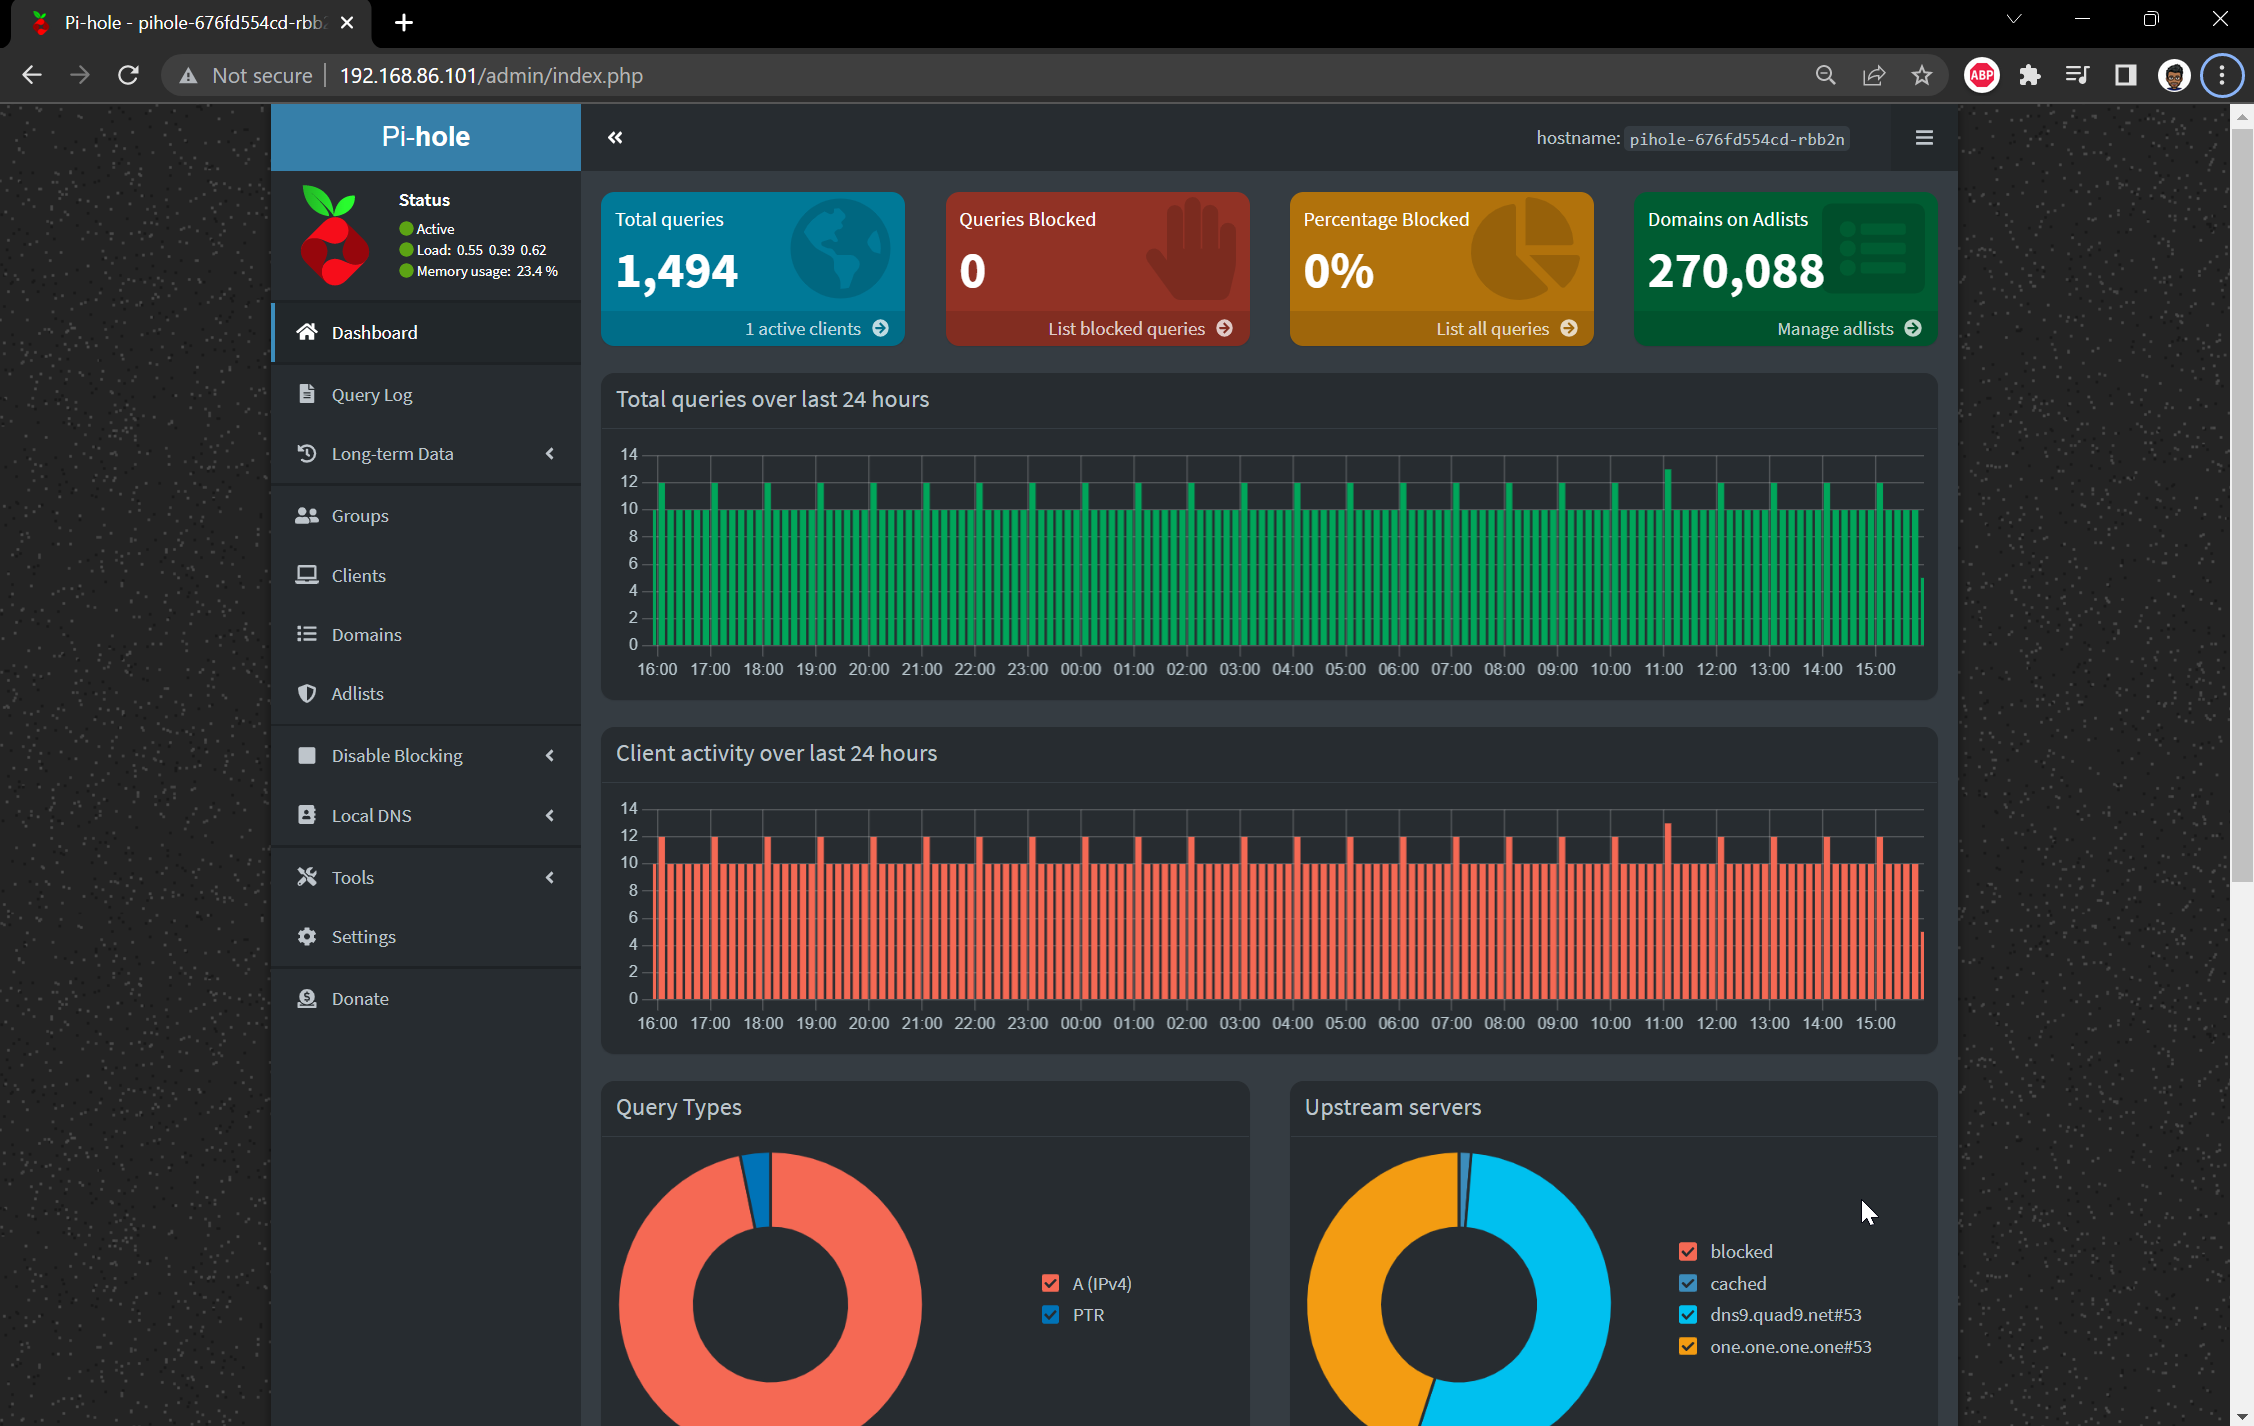 Pi-hole - pihole-676fd554cd-rbb
Not secure
192.168.86.101/admin/index.php
ABP
Pi-hole
hostname: pihole-676fd554cd-rbb2n
Status
Active
Load: 0.55 0.39 0.62
Memory usage: 23.4 %
Dashboard
Query Log
Long-term Data
Groups
Clients
Domains
Adlists
Disable Blocking
Local DNS
Tools
Settings
Donate
Total queries
1,494
1 active clients
Queries Blocked
0
List blocked queries
Percentage Blocked
0%
List all queries
Domains on Adlists
270,088
Manage adlists
Total queries over last 24 hours
14
12
10
8
6
4
2
0
16:00 17:00 18:00 19:00 20:00 21:00 22:00 23:00 00:00 01:00 02:00 03:00 04:00 05:00 06:00 07:00 08:00 09:00 10:00 11:00 12:00 13:00 14:00 15:00
Client activity over last 24 hours
14
12
10
8
6
4
2
0
16:00 17:00 18:00 19:00 20:00 21:00 22:00 23:00 00:00 01:00 02:00 03:00 04:00 05:00 06:00 07:00 08:00 09:00 10:00 11:00 12:00 13:00 14:00 15:00
Query Types
A (IPv4)
PTR
Upstream servers
blocked
cached
dns9.quad9.net#53
one.one.one.one#53